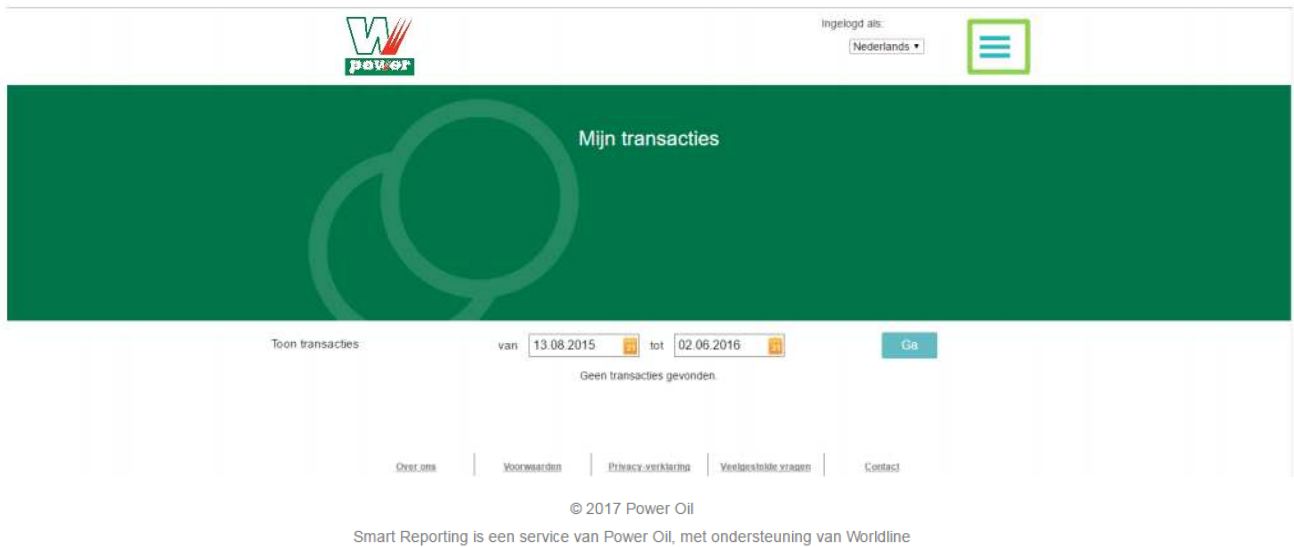 W
power
Ingelogd als:
Nederlands
Mijn transacties
Toon transacties van 13.08.2015 tot 02.06.2016 Ga
Geen transacties gevonden.
Over ons Voorwaarden Privacy-verklaring Veelgestelde vragen Contact
© 2017 Power Oil
Smart Reporting is een service van Power Oil, met ondersteuning van Worldline